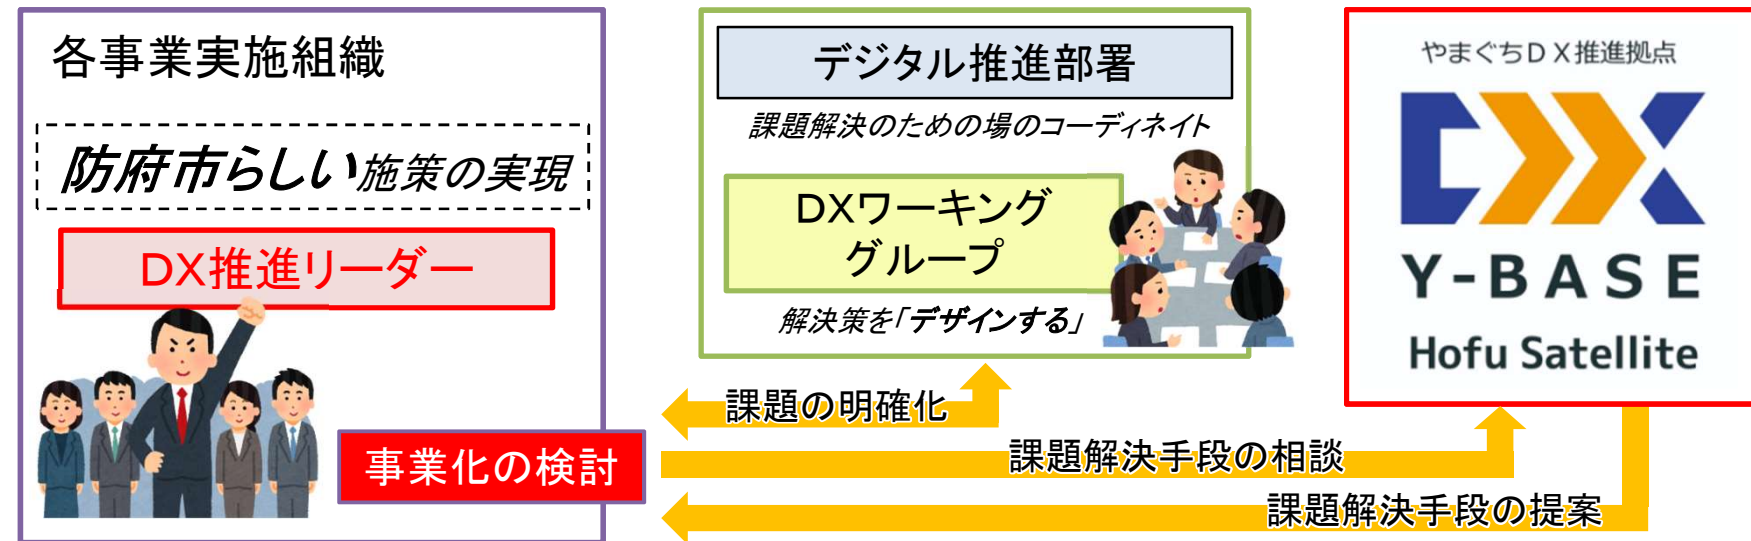 各事業実施組織
防府市らしい施策の実現
DX推進リーダー
事業化の検討
デジタル推進部署
課題解決のための場のコーディネイト
DXワーキング
グループ
解決策を「デザインする」
課題の明確化
課題解決手段の相談
課題解決手段の提案
やまぐちDX推進拠点
DX
Y-BASE
Hofu Satellite